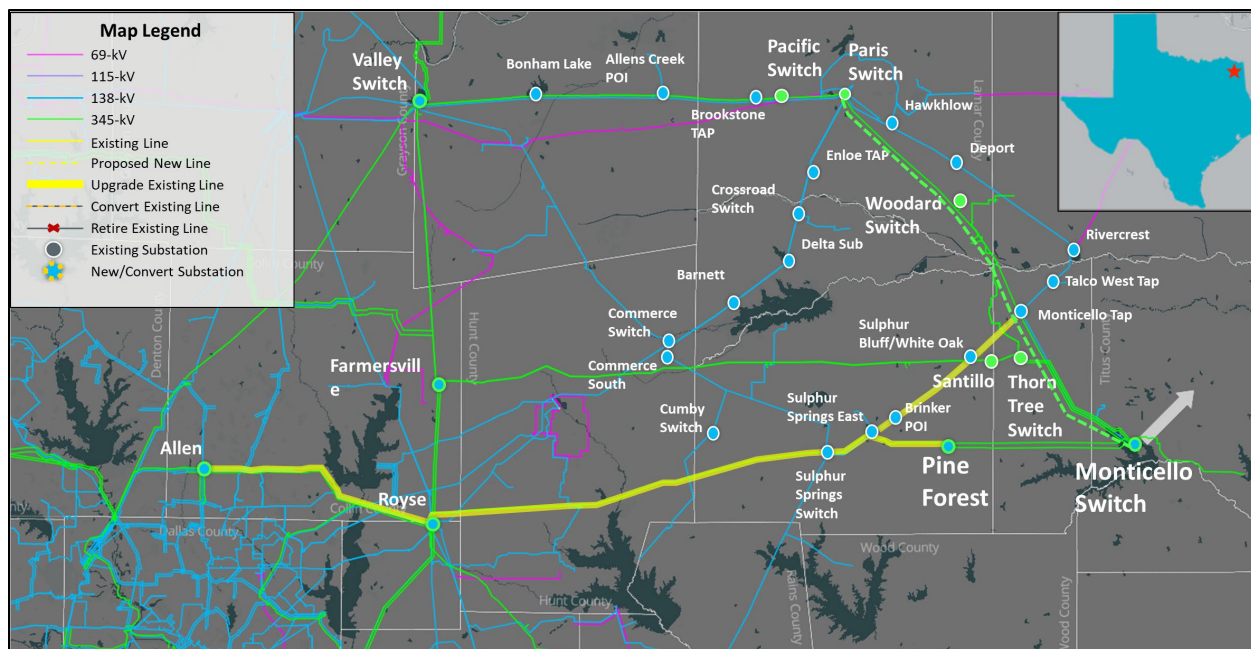 Map Legend
69-kV
115-kV
138-kV
345-kV
Existing Line
Proposed New Line
Upgrade Existing Line
Convert Existing Line
Retire Existing Line
Existing Substation
New/Convert Substation
Valley
Switch
Bonham Lake
Allens Creek
POI
Pacific
Switch
Paris
Switch
Brookstone
TAP
Hawkhlow
Lamar County
Grayson County
Enloe TAP
Deport
Crossroad
Switch
Woodard
Switch
Delta Sub
Rivercrest
County
Barnett
Talco West Tap
Denton County
Hunt County
Commerce
Switch
Monticello Tap
Sulphur
Bluff/White Oak
Titus County
Commerce
South
Farmersvill
e
Santillo
Thorn
Tree
Switch
Cumby
Switch
Sulphur
Springs East
Brinker
POI
Allen
Royse
Collin County
Sulphur
Springs
Switch
Pine
Forest
Monticello
Switch
Dallas County
Wood County
Hunt County
Rains County
Wood County